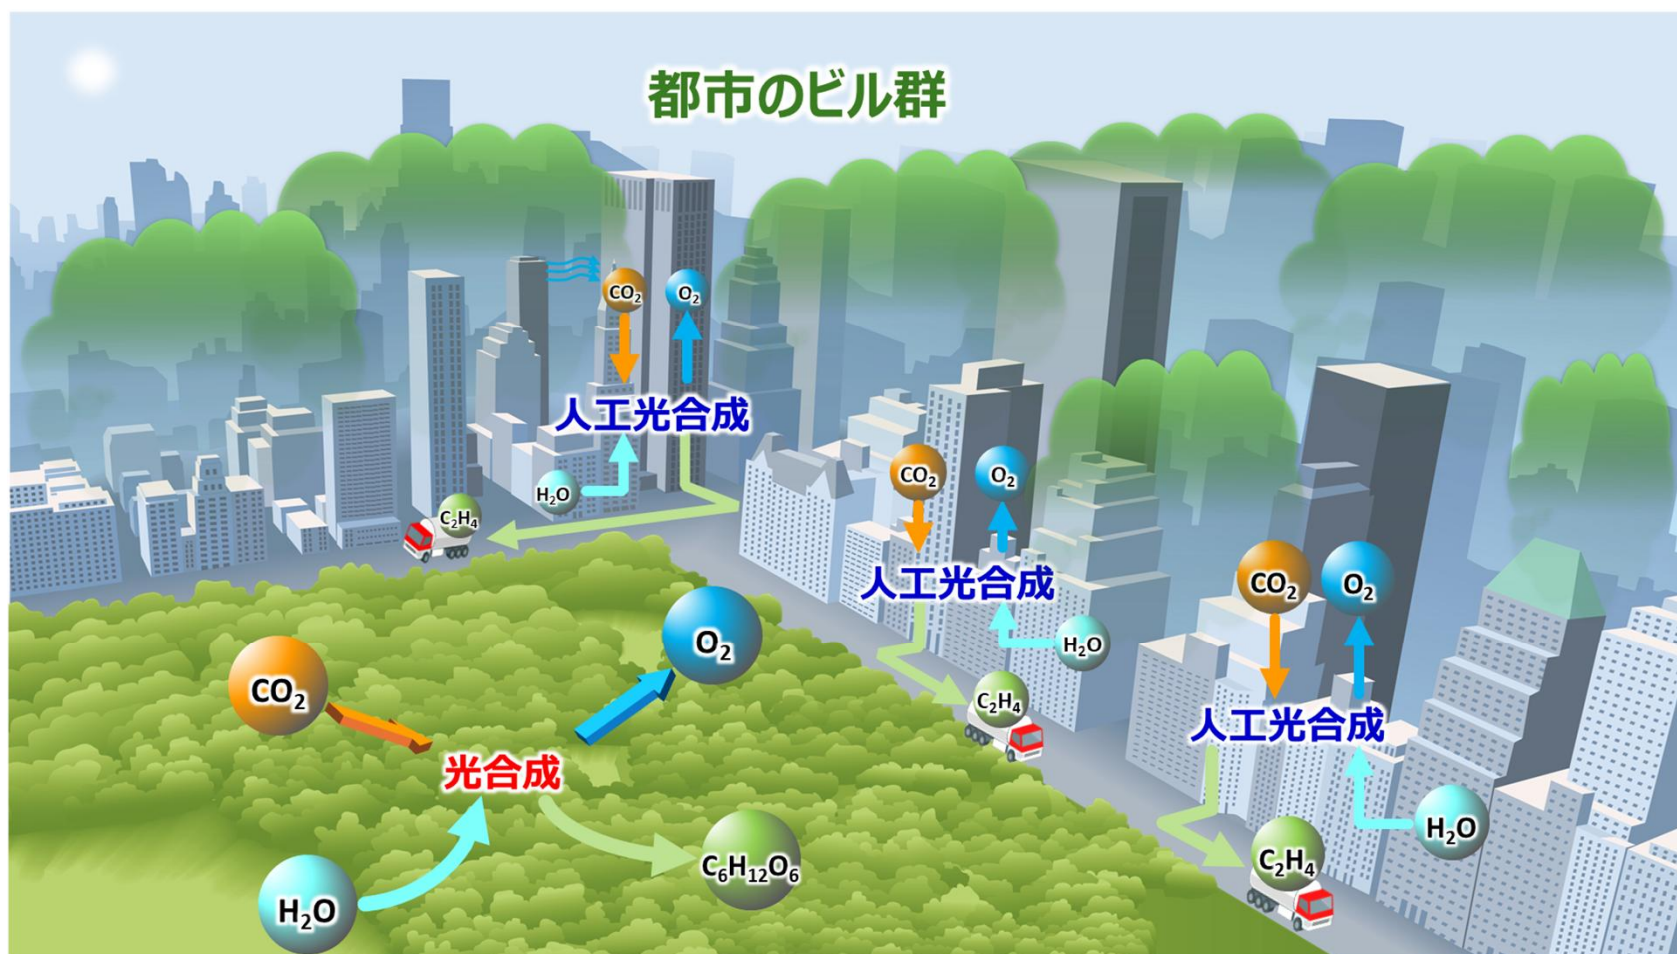 都市のビル群
CO₂
O₂
人工光合成
H₂O
C₂H₄
CO₂
O₂
人工光合成
H₂O
C₂H₄
CO₂
O₂
人工光合成
H₂O
C₂H₄
CO₂
O₂
光合成
H₂O
C₆H₁₂O₆